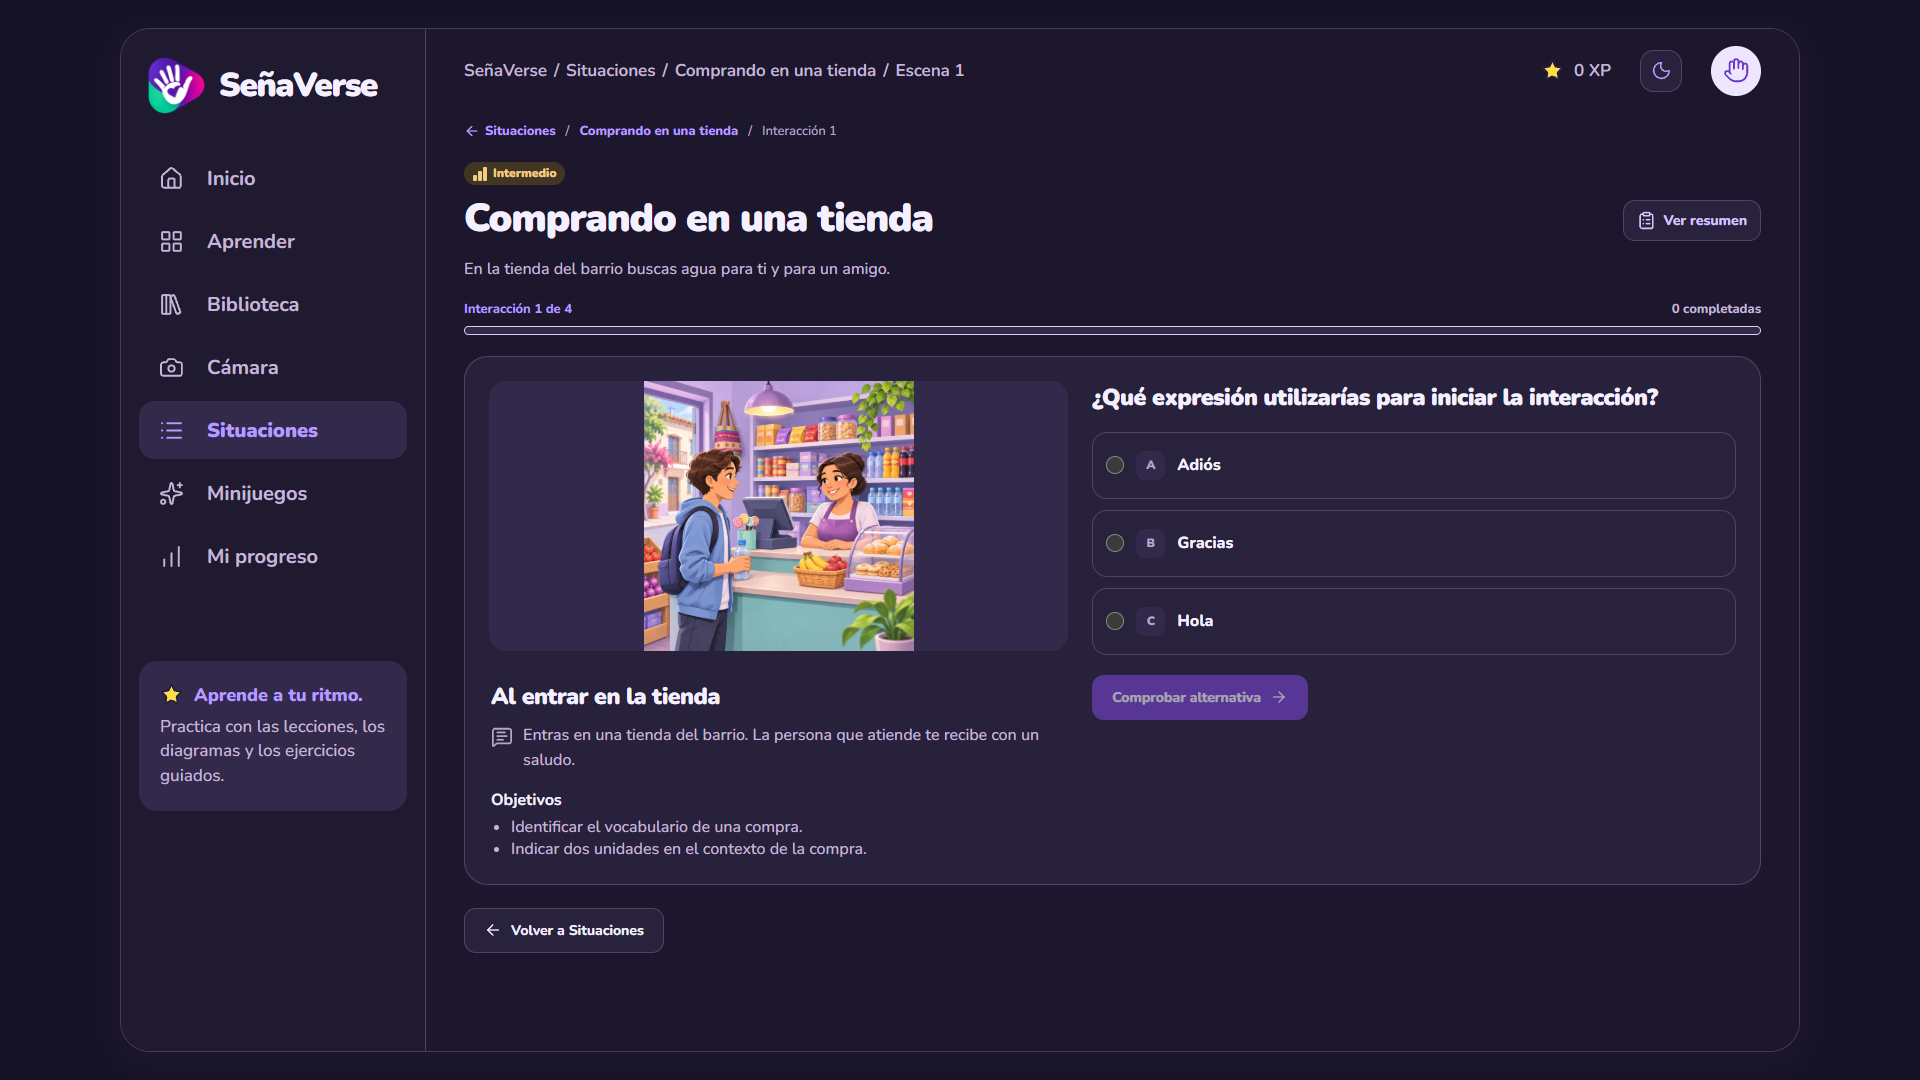 SeñaVerse
Inicio
Aprender
Biblioteca
Cámara
Situaciones
Minijuegos
Mi progreso
Aprende a tu ritmo.
Practica con las lecciones, los
diagramas y los ejercicios
guiados.
SeñaVerse / Situaciones / Comprando en una tienda / Escena 1
0 XP
Situaciones / Comprando en una tienda / Interacción 1
Intermedio
Comprando en una tienda
Ver resumen
En la tienda del barrio buscas agua para ti y para un amigo.
Interacción 1 de 4
0 completadas
Al entrar en la tienda
Entras en una tienda del barrio. La persona que atiende te recibe con un
saludo.
Objetivos
• Identificar el vocabulario de una compra.
• Indicar dos unidades en el contexto de la compra.
¿Qué expresión utilizarías para iniciar la interacción?
A Adiós
B Gracias
C Hola
Comprobar alternativa
Volver a Situaciones